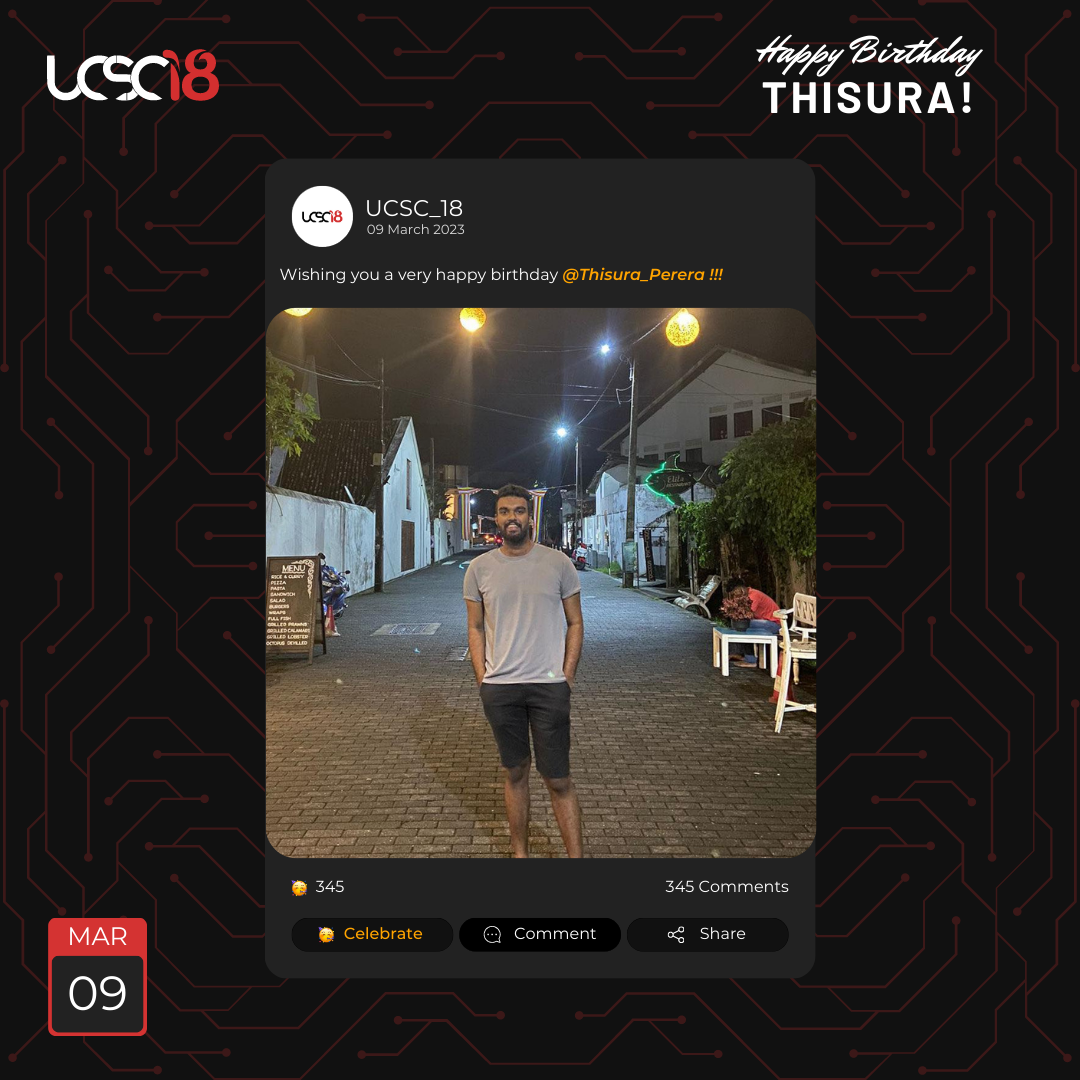 UCSC18
Happy Birthday
THISURA!
UCSC18
UCSC_18
09 March 2023
Wishing you a very happy birthday @Thisura_Perera !!!
MENU
RICE & CURRY
PIZZA
PASTA
SANDWICH
SALAD
BURGERS
WRAPS
FULL FISH
GRILLED PRAWNS
GRILLED CALAMARI
GRILLED LOBSTER
OCTOPUS DEVILLED
345
345 Comments
Celebrate
Comment
Share
MAR
09